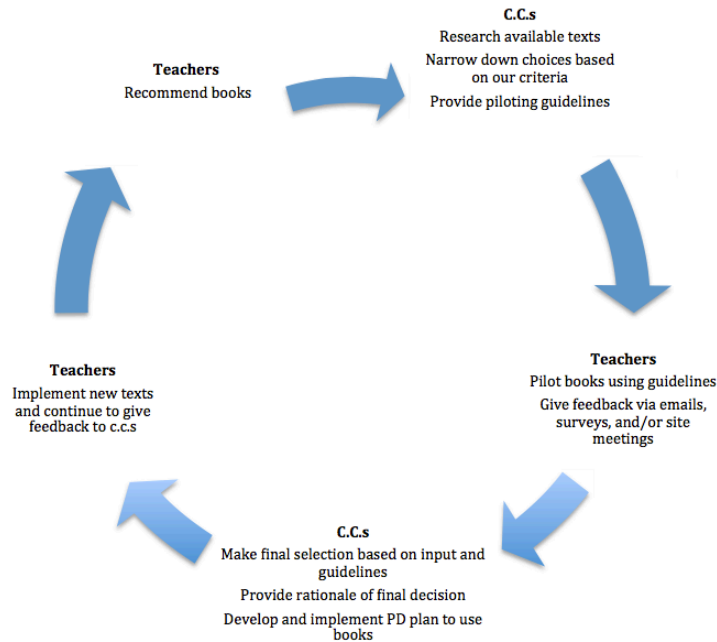 Teachers
Recommend books
C.C.s
Research available texts
Narrow down choices based
on our criteria
Provide piloting guidelines
Teachers
Pilot books using guidelines
Give feedback via emails,
surveys, and/or site
meetings
C.C.s
Make final selection based on input and
guidelines
Provide rationale of final decision
Develop and implement PD plan to use
books
Teachers
Implement new texts
and continue to give
feedback to c.c.s